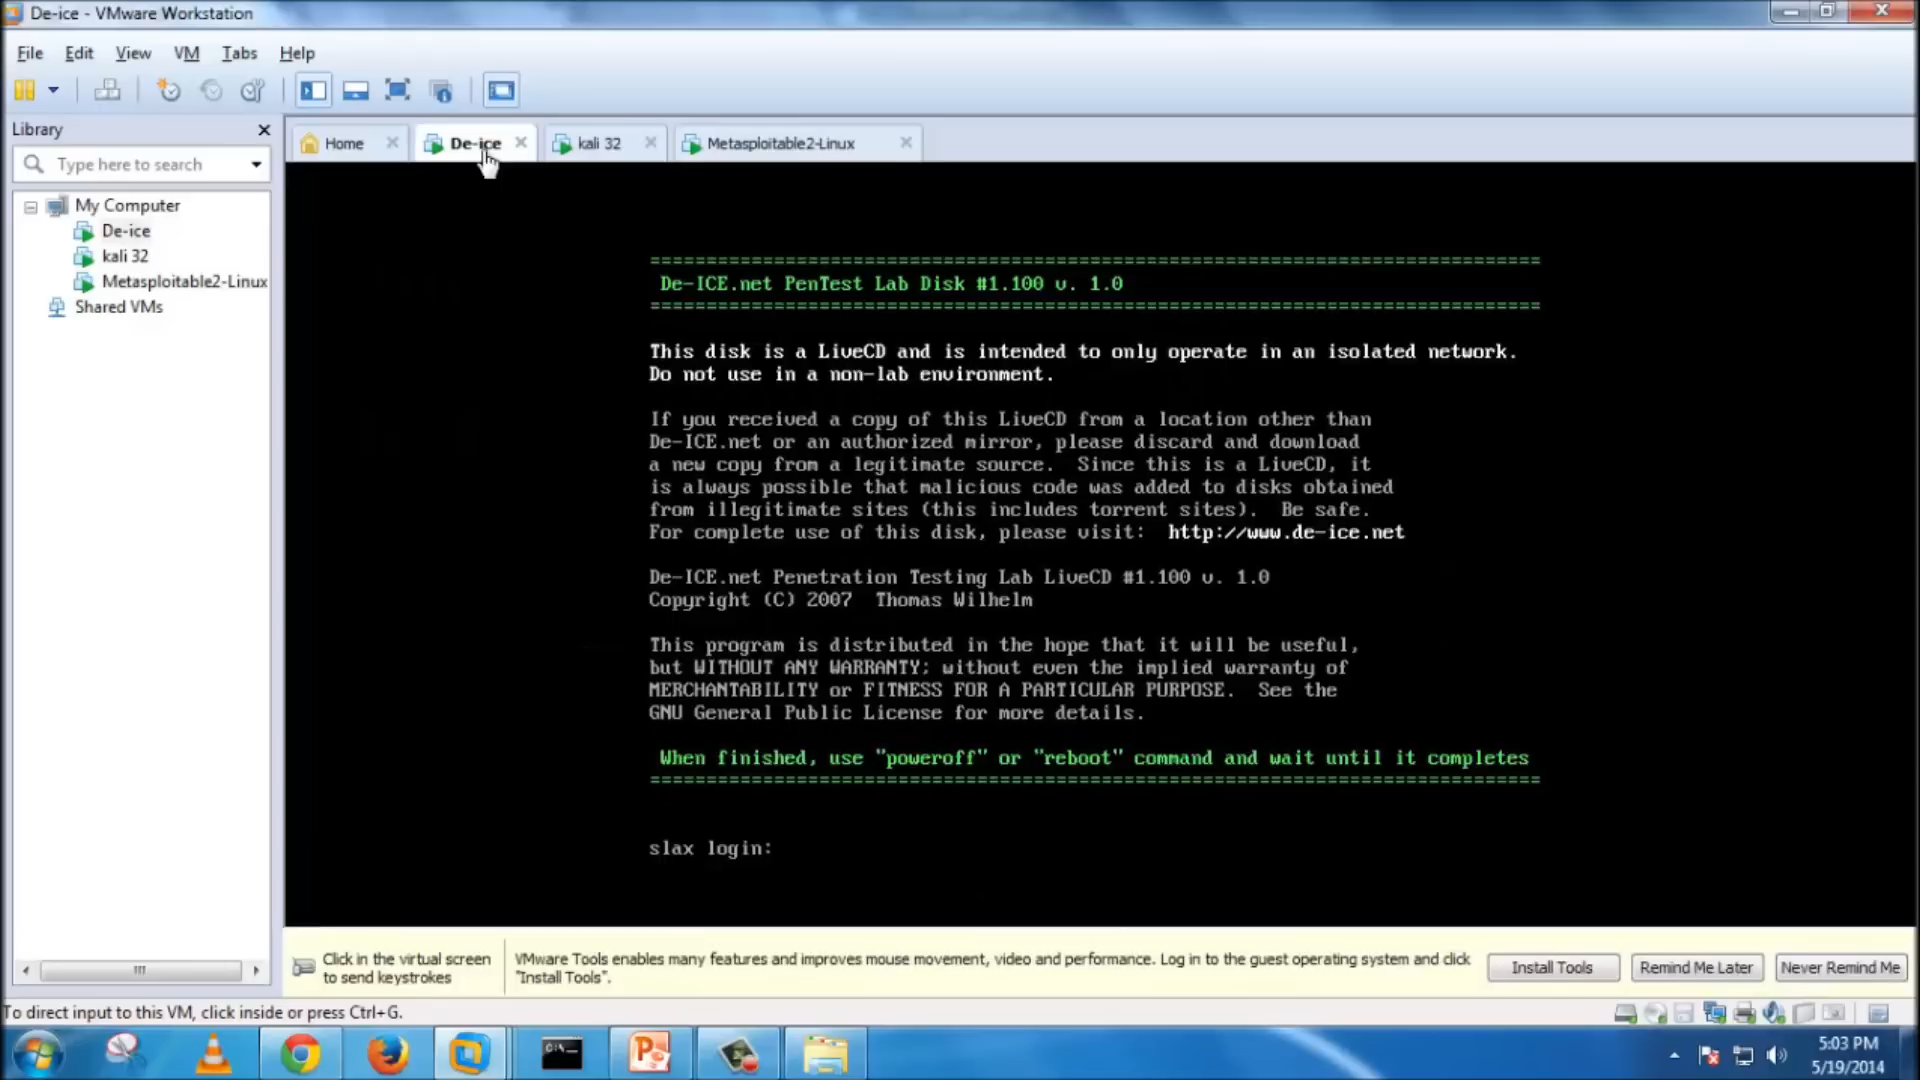 De-ice - VMware Workstation
File Edit View VM Tabs Help
Library
Type here to search
My Computer
De-ice
kali 32
Metasploitable2-Linux
Shared VMs
Home De-ice kali 32 Metasploitable2-Linux
De-ICE.net PenTest Lab Disk #1.100 v. 1.0
This disk is a LiveCD and is intended to only operate in an isolated network.
Do not use in a non-lab environment.
If you received a copy of this LiveCD from a location other than
De-ICE.net or an authorized mirror, please discard and download
a new copy from a legitimate source.  Since this is a LiveCD, it
is always possible that malicious code was added to disks obtained
from illegitimate sites (this includes torrent sites).  Be safe.
For complete use of this disk, please visit:  http://www.de-ice.net
De-ICE.net Penetration Testing Lab LiveCD #1.100 v. 1.0
Copyright (C) 2007  Thomas Wilhelm
This program is distributed in the hope that it will be useful,
but WITHOUT ANY WARRANTY; without even the implied warranty of
MERCHANTABILITY or FITNESS FOR A PARTICULAR PURPOSE.  See the
GNU General Public License for more details.
When finished, use "poweroff" or "reboot" command and wait until it completes
slax login:
Click in the virtual screen
to send keystrokes
VMware Tools enables many features and improves mouse movement, video and performance. Log in to the guest operating system and click
"Install Tools".
Install Tools Remind Me Later Never Remind Me
To direct input to this VM, click inside or press Ctrl+G.
5:03 PM
5/19/2014